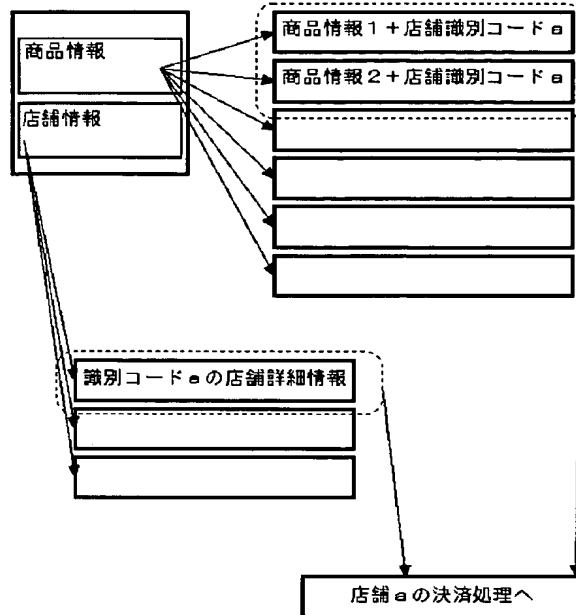 商品情報
店舗情報
商品情報1+店舗識別コードa
商品情報2+店舗識別コードa
識別コードaの店舗詳細情報
店舗aの決済処理へ